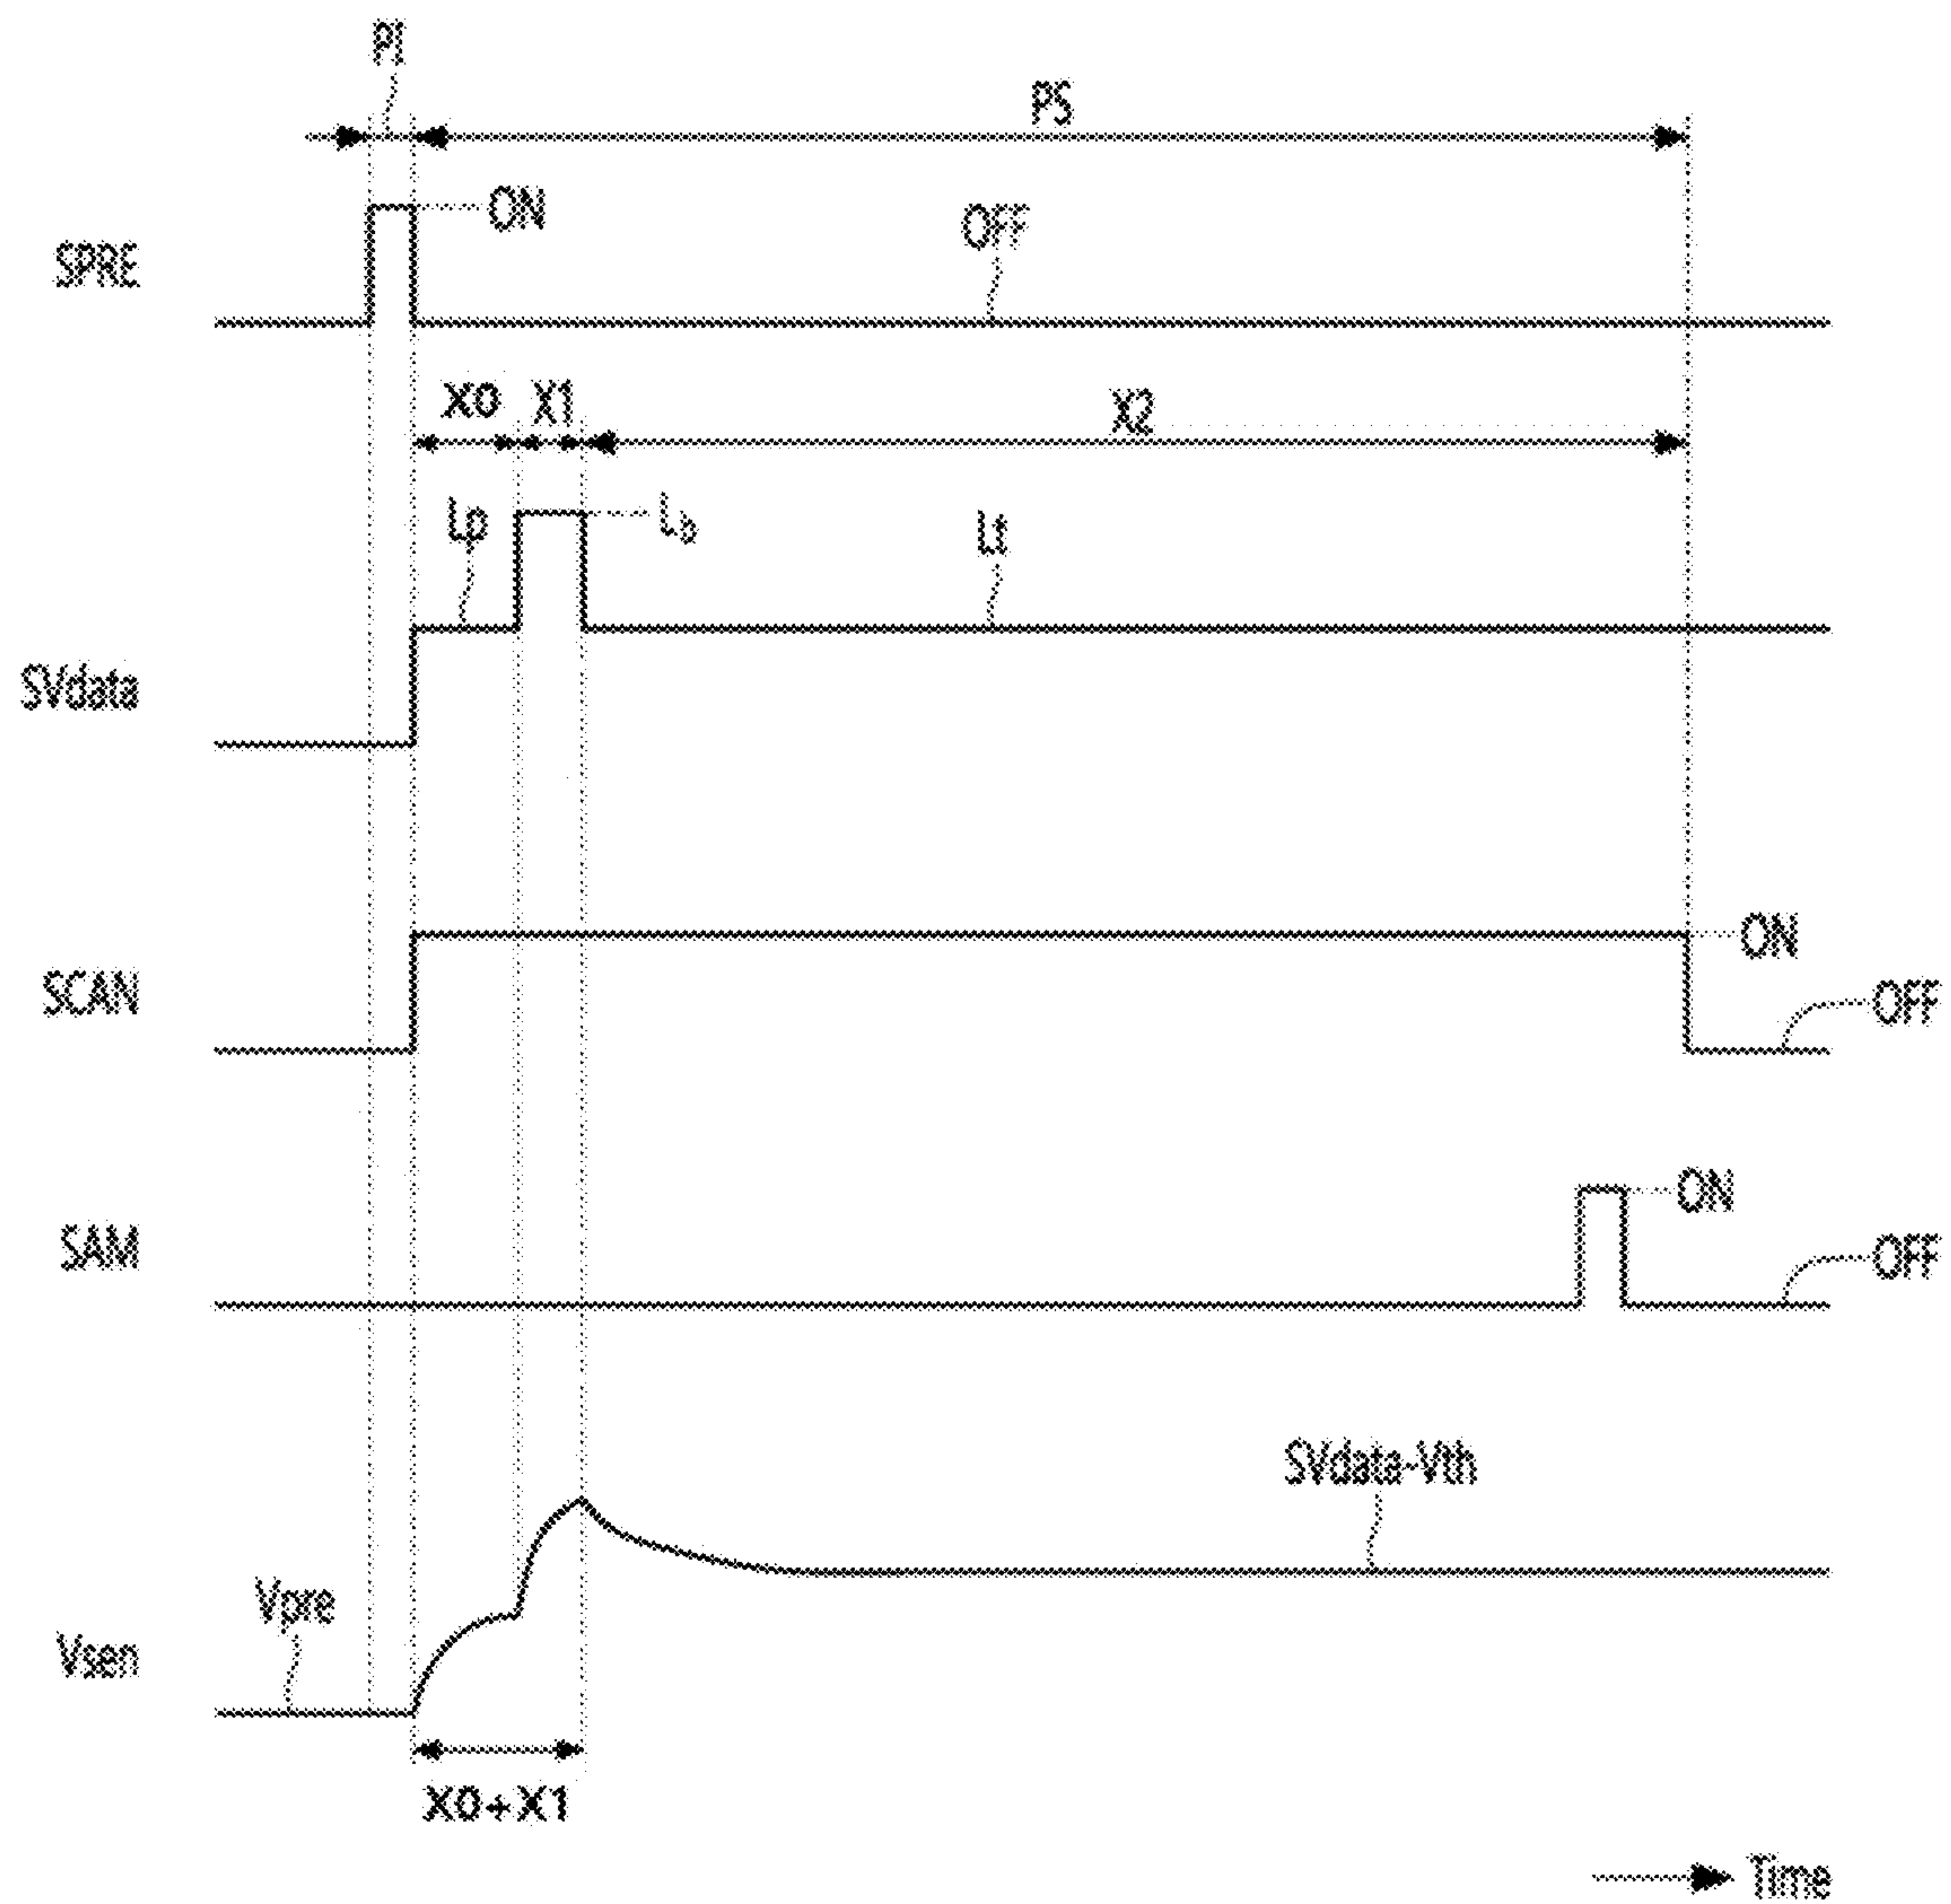 PI
PS
ON
OFF
SPRE
X0 X1 X2
Lp Lb Lt
SVdata
ON
SCAN
OFF
ON
SAM
OFF
SVdata-Vth
Vpre
Vsen
X0+X1
Time